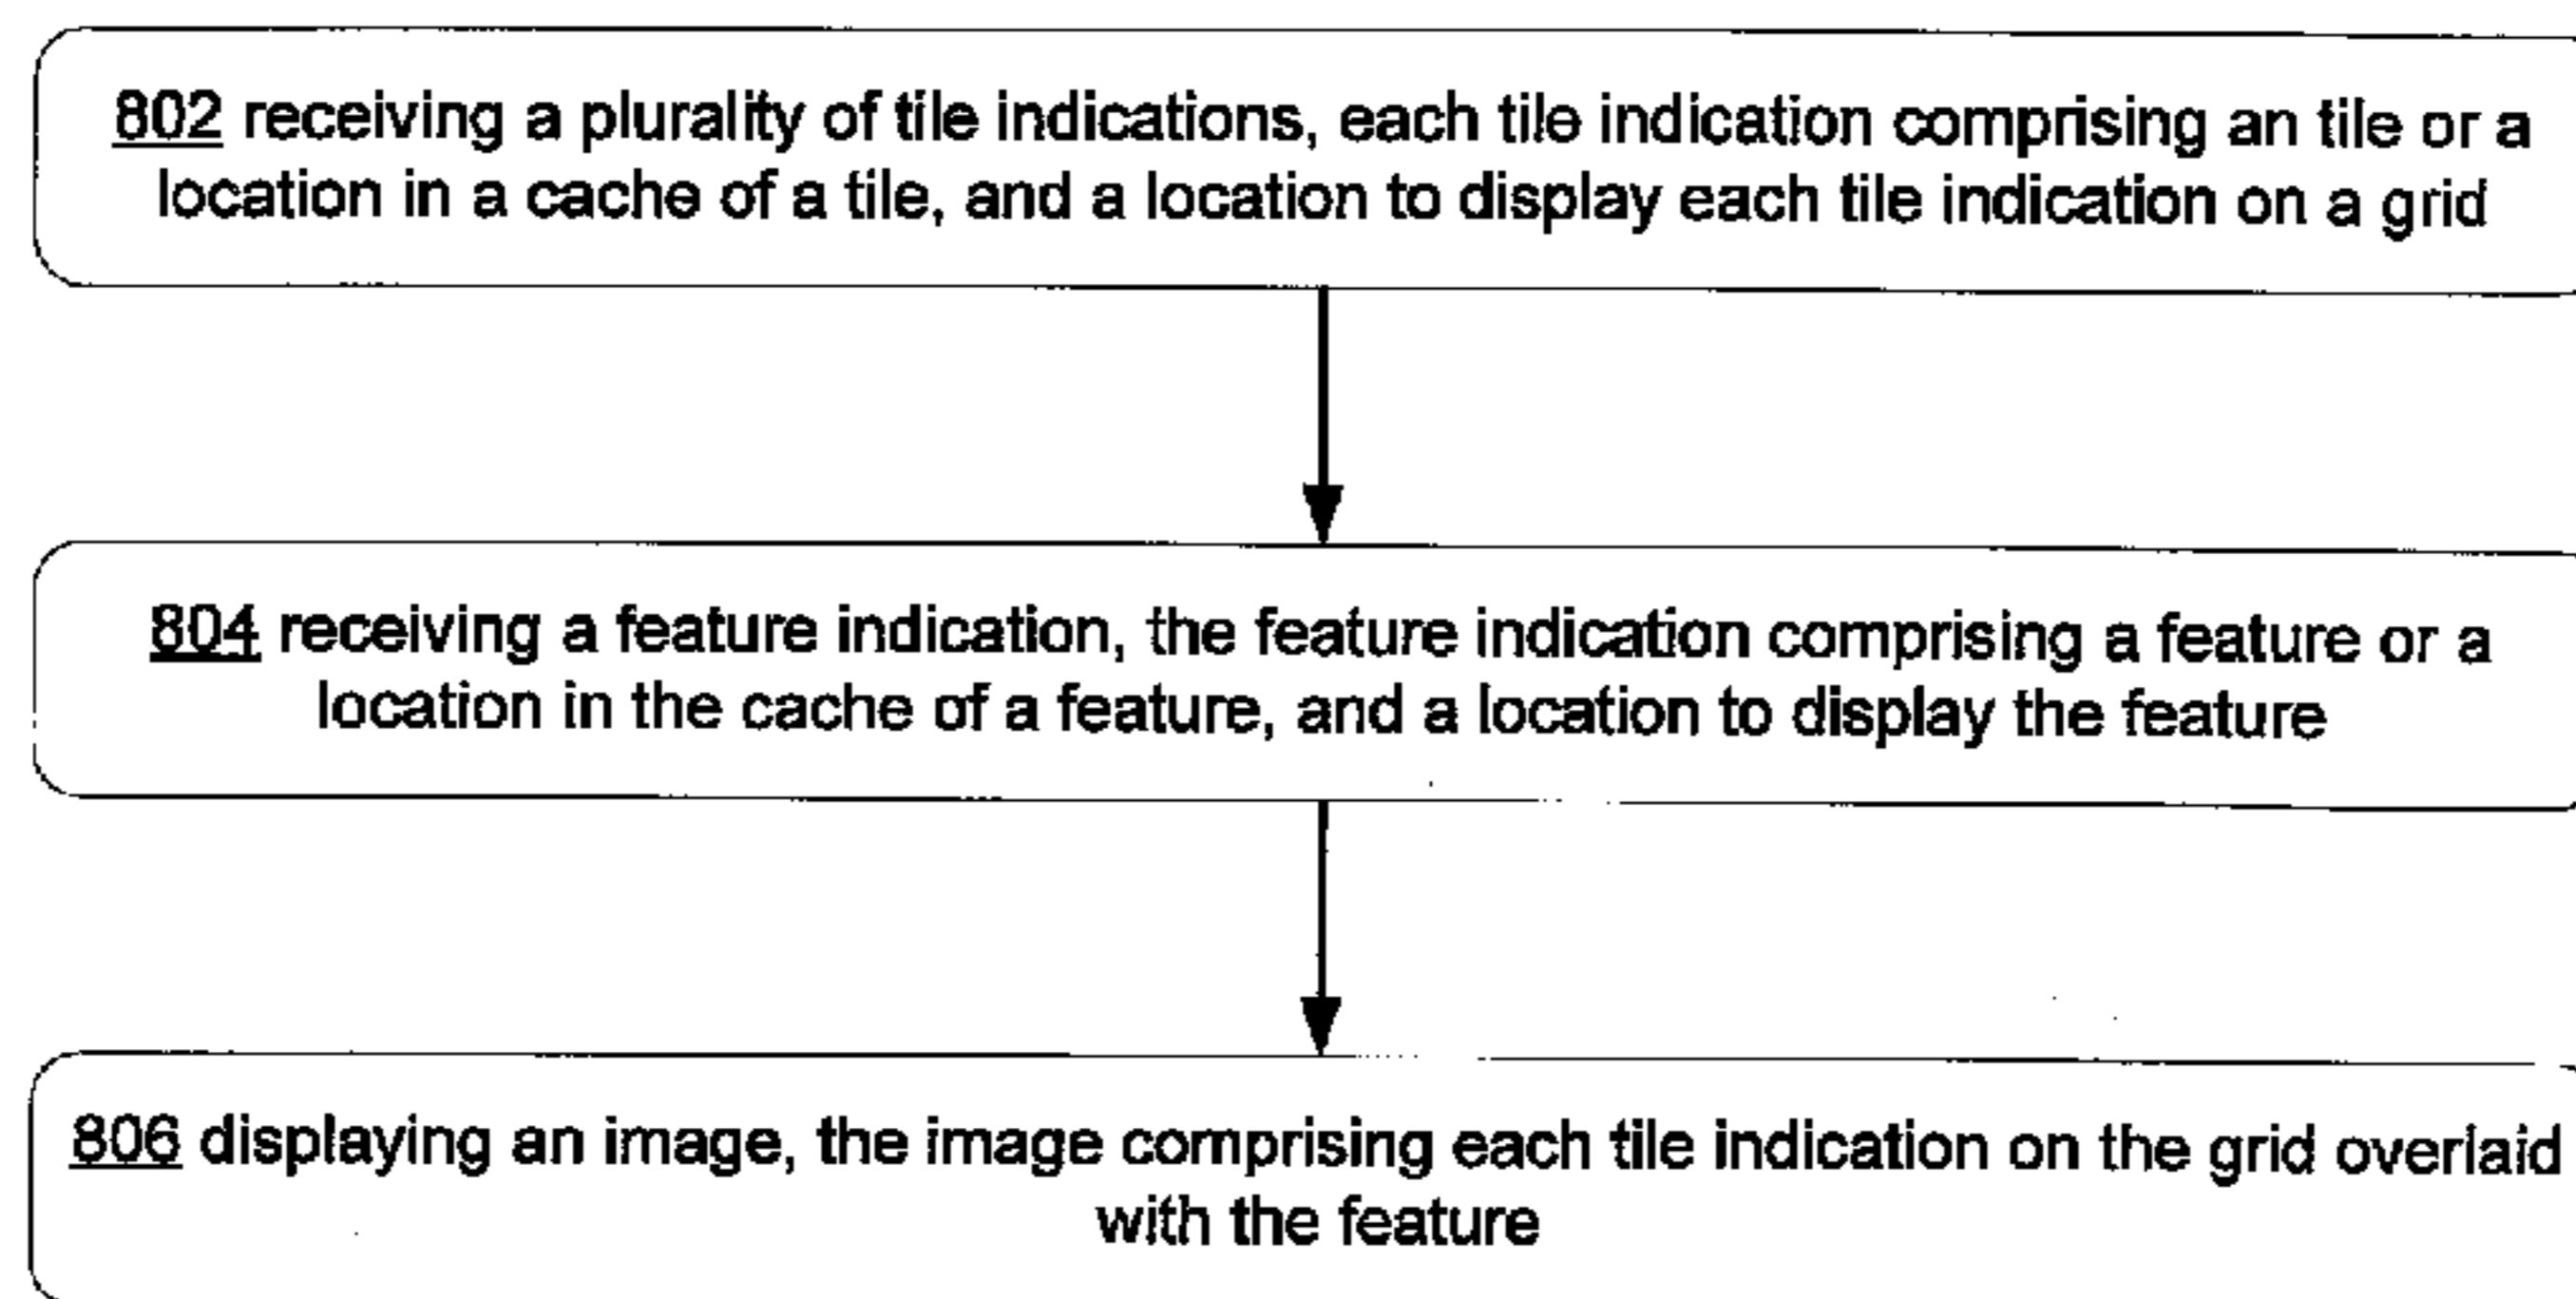 802 receiving a plurality of tile indications, each tile indication comprising an tile or a
location in a cache of a tile, and a location to display each tile indication on a grid
804 receiving a feature indication, the feature indication comprising a feature or a
location in the cache of a feature, and a location to display the feature
806 displaying an image, the image comprising each tile indication on the grid overlaid
with the feature